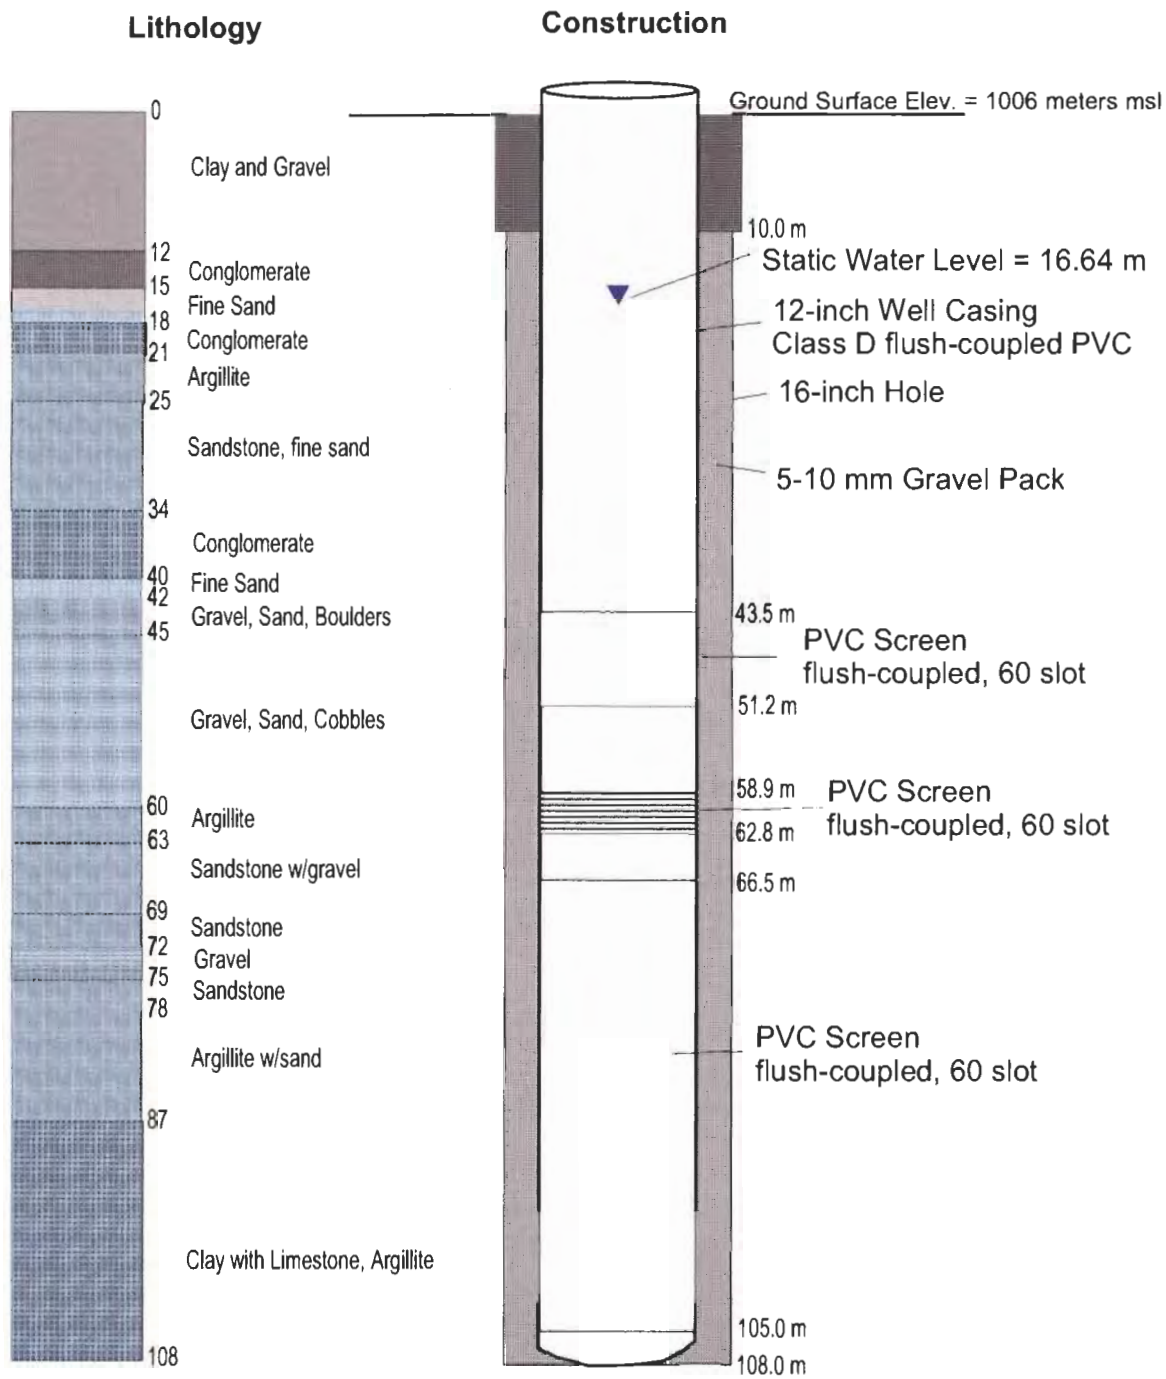 Lithology
Construction
Ground Surface Elev. = 1006 meters msl
0
Clay and Gravel
12
Conglomerate
15
Fine Sand
18
Conglomerate
21
Argillite
25
Sandstone, fine sand
34
Conglomerate
40
Fine Sand
42
Gravel, Sand, Boulders
45
Gravel, Sand, Cobbles
60
Argillite
63
Sandstone w/gravel
69
Sandstone
72
Gravel
75
Sandstone
78
Argillite w/sand
87
Clay with Limestone, Argillite
108
10.0 m
Static Water Level = 16.64 m
12-inch Well Casing
Class D flush-coupled PVC
16-inch Hole
5-10 mm Gravel Pack
43.5 m
PVC Screen
flush-coupled, 60 slot
51.2 m
58.9 m
PVC Screen
flush-coupled, 60 slot
62.8 m
66.5 m
PVC Screen
flush-coupled, 60 slot
105.0 m
108.0 m